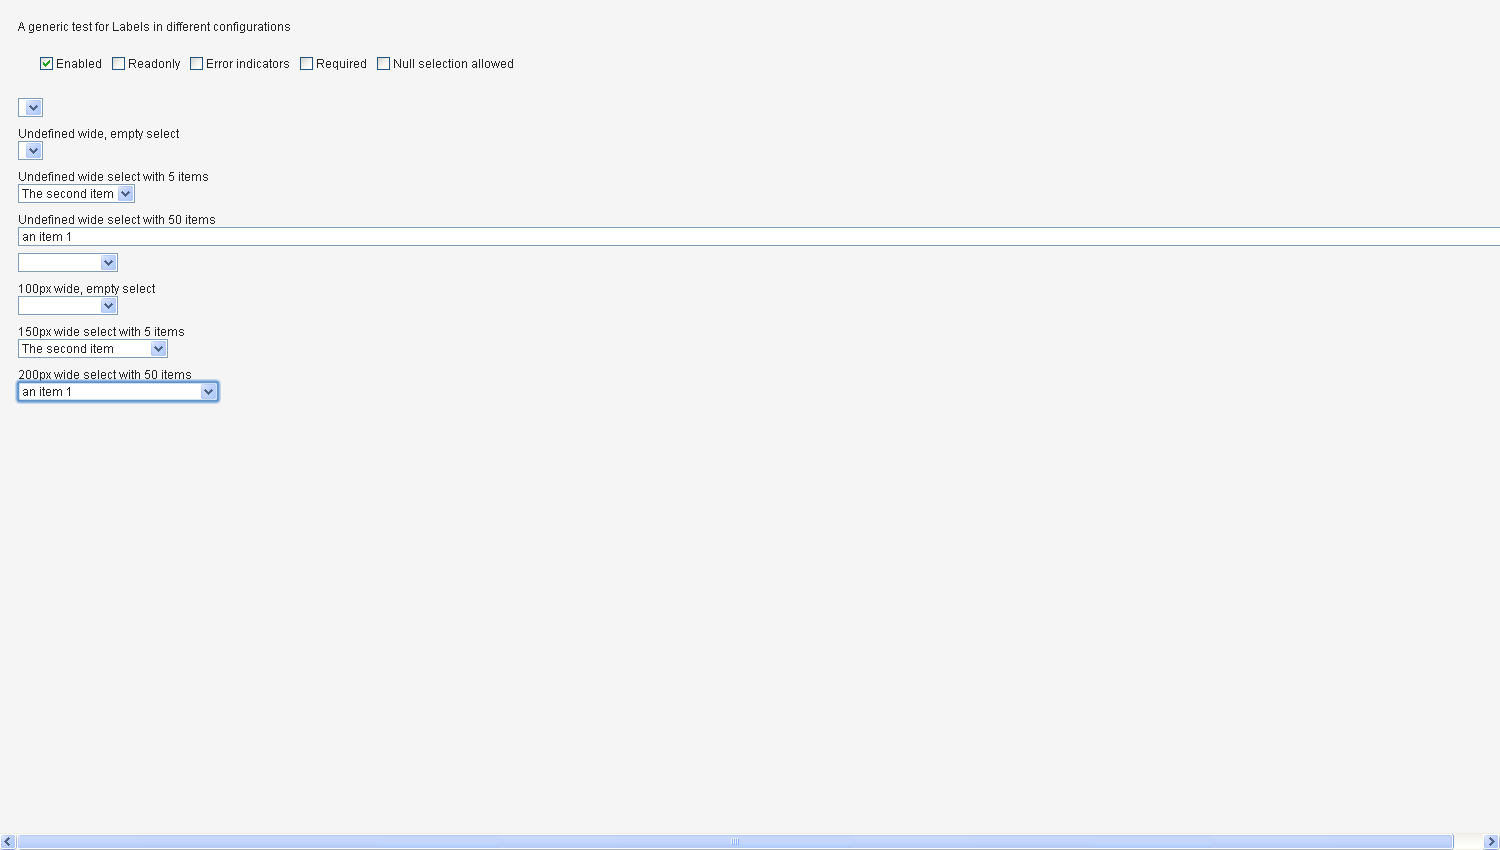 A generic test for Labels in different configurations
Enabled Readonly Error indicators Required Null selection allowed
Undefined wide, empty select
Undefined wide select with 5 items
The second item
Undefined wide select with 50 items
an item 1
100px wide, empty select
150px wide select with 5 items
The second item
200px wide select with 50 items
an item 1